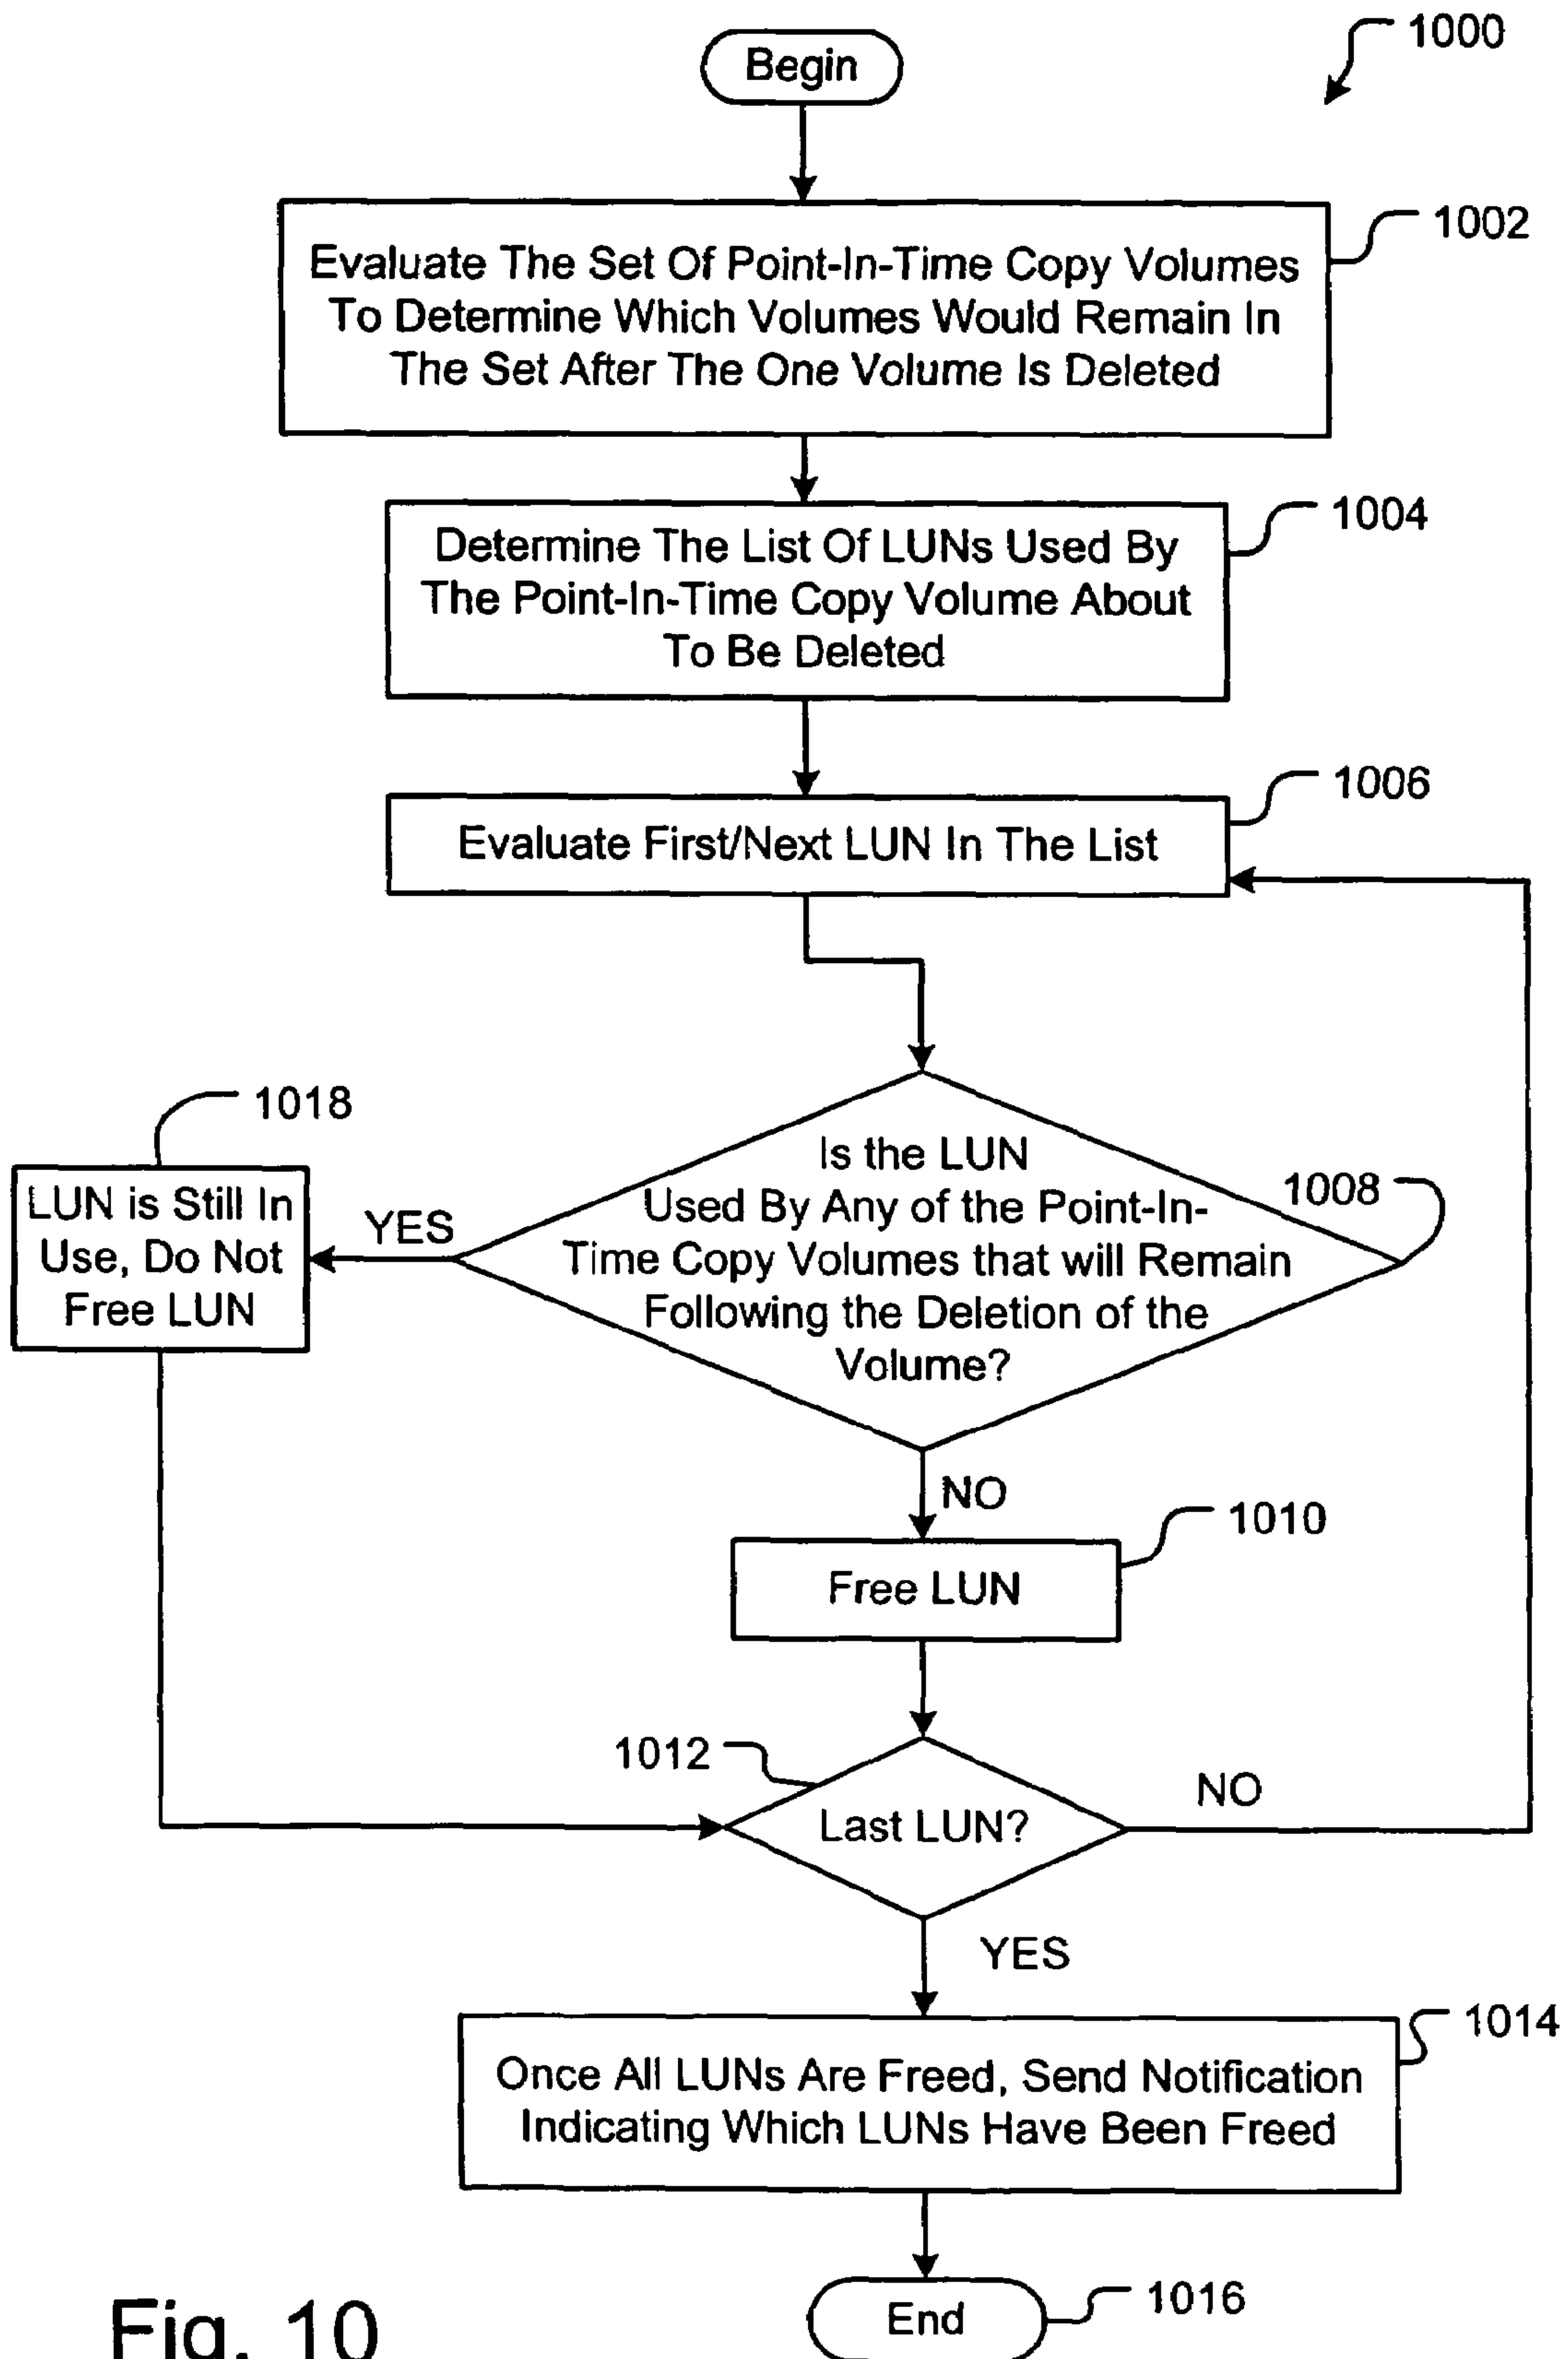 1000
Begin
1002
Evaluate The Set Of Point-In-Time Copy Volumes
To Determine Which Volumes Would Remain In
The Set After The One Volume Is Deleted
1004
Determine The List Of LUNs Used By
The Point-In-Time Copy Volume About
To Be Deleted
1006
Evaluate First/Next LUN In The List
1018
LUN is Still In
Use, Do Not
Free LUN
YES
Is the LUN
Used By Any of the Point-In-
Time Copy Volumes that will Remain
Following the Deletion of the
Volume?
1008
NO
1010
Free LUN
1012
Last LUN?
NO
YES
1014
Once All LUNs Are Freed, Send Notification
Indicating Which LUNs Have Been Freed
End
1016
Fig. 10